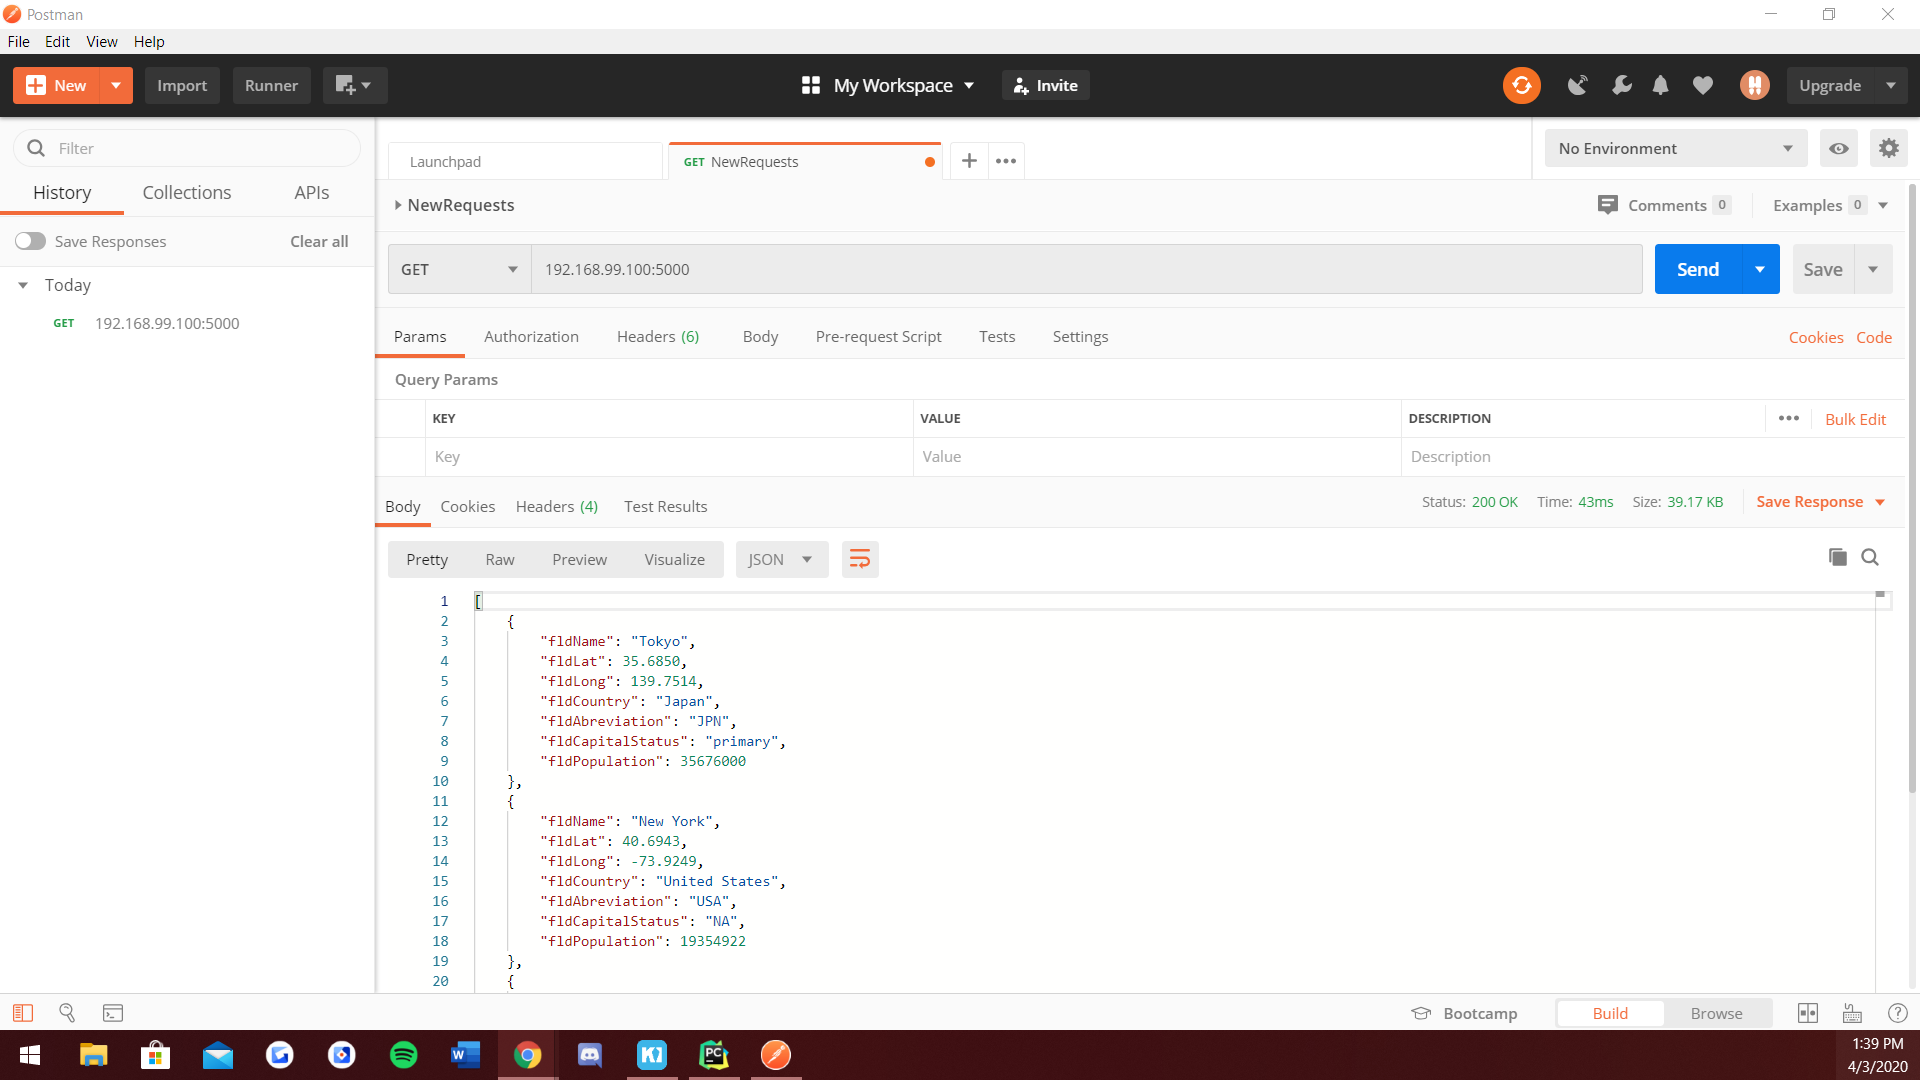 Postman
File Edit View Help
New Import Runner My Workspace Invite Upgrade
Filter
History Collections APIs
Save Responses Clear all
Today
GET 192.168.99.100:5000
Launchpad GET NewRequests No Environment
NewRequests Comments 0 Examples 0
GET 192.168.99.100:5000 Send Save
Params Authorization Headers (6) Body Pre-request Script Tests Settings Cookies Code
Query Params
KEY VALUE DESCRIPTION Bulk Edit
Key Value Description
Body Cookies Headers (4) Test Results Status: 200 OK Time: 43ms Size: 39.17 KB Save Response
Pretty Raw Preview Visualize JSON
1 [
2 {
3 "fldName": "Tokyo",
4 "fldLat": 35.6850,
5 "fldLong": 139.7514,
6 "fldCountry": "Japan",
7 "fldAbreviation": "JPN",
8 "fldCapitalStatus": "primary",
9 "fldPopulation": 35676000
10 },
11 {
12 "fldName": "New York",
13 "fldLat": 40.6943,
14 "fldLong": -73.9249,
15 "fldCountry": "United States",
16 "fldAbreviation": "USA",
17 "fldCapitalStatus": "NA",
18 "fldPopulation": 19354922
19 },
20 {
Bootcamp Build Browse
1:39 PM
4/3/2020